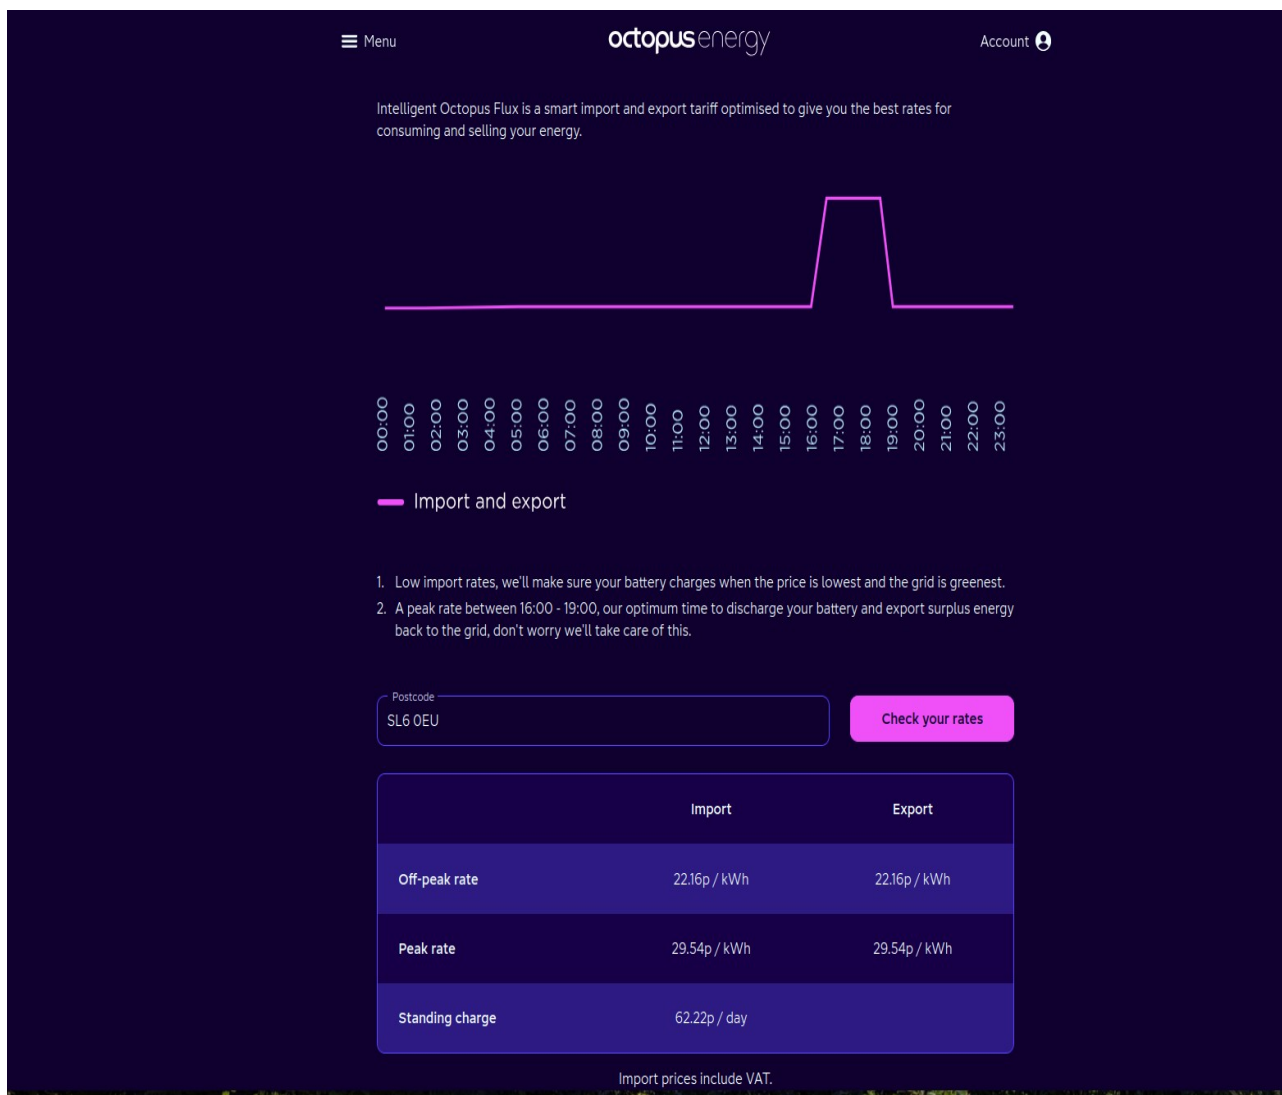 Menu
octopusenergy
Account
Intelligent Octopus Flux is a smart import and export tariff optimised to give you the best rates for
consuming and selling your energy.
00:00
01:00
02:00
03:00
04:00
05:00
06:00
07:00
08:00
09:00
10:00
11:00
12:00
13:00
14:00
15:00
16:00
17:00
18:00
19:00
20:00
21:00
22:00
23:00
Import and export
1. Low import rates, we'll make sure your battery charges when the price is lowest and the grid is greenest.
2. A peak rate between 16:00 - 19:00, our optimum time to discharge your battery and export surplus energy
back to the grid, don't worry we'll take care of this.
Postcode
SL6 0EU
Check your rates
Import Export
Off-peak rate 22.16p / kWh 22.16p / kWh
Peak rate 29.54p / kWh 29.54p / kWh
Standing charge 62.22p / day
Import prices include VAT.